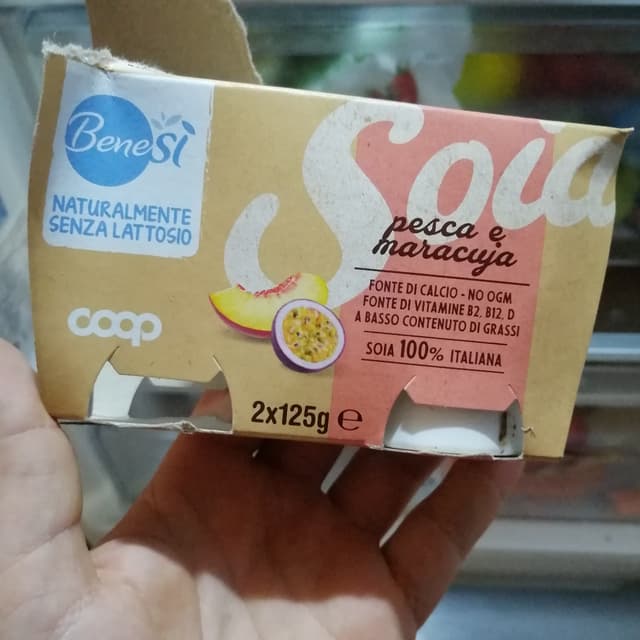 BeneSì
NATURALMENTE
SENZA LATTOSIO
coop
Soia
pesca e
maracuja
FONTE DI CALCIO - NO OGM
FONTE DI VITAMINE B2, B12, D
A BASSO CONTENUTO DI GRASSI
SOIA 100% ITALIANA
2x125g ℮